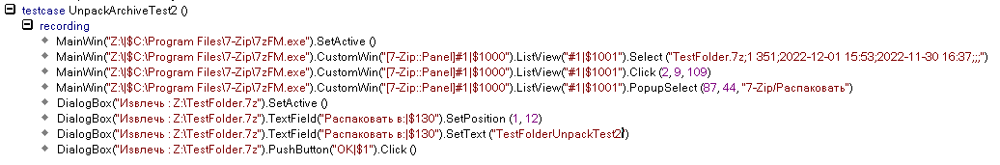 testcase UnpackArchiveTest2 ()
recording
MainWin("Z:\|$C:\Program Files\7-Zip\7zFM.exe").SetActive ()
MainWin("Z:\|$C:\Program Files\7-Zip\7zFM.exe").CustomWin("[7-Zip::Panel]#1|$1000").ListView("#1|$1001").Select ("TestFolder.7z;1 351;2022-12-01 15:53;2022-11-30 16:37;;;")
MainWin("Z:\|$C:\Program Files\7-Zip\7zFM.exe").CustomWin("[7-Zip::Panel]#1|$1000").ListView("#1|$1001").Click (2, 9, 109)
MainWin("Z:\|$C:\Program Files\7-Zip\7zFM.exe").CustomWin("[7-Zip::Panel]#1|$1000").ListView("#1|$1001").PopupSelect (87, 44, "7-Zip/Распаковать")
DialogBox("Извлечь : Z:\TestFolder.7z").SetActive ()
DialogBox("Извлечь : Z:\TestFolder.7z").TextField("Распаковать в:|$130").SetPosition (1, 12)
DialogBox("Извлечь : Z:\TestFolder.7z").TextField("Распаковать в:|$130").SetText ("TestFolderUnpackTest2")
DialogBox("Извлечь : Z:\TestFolder.7z").PushButton("OK|$1").Click ()